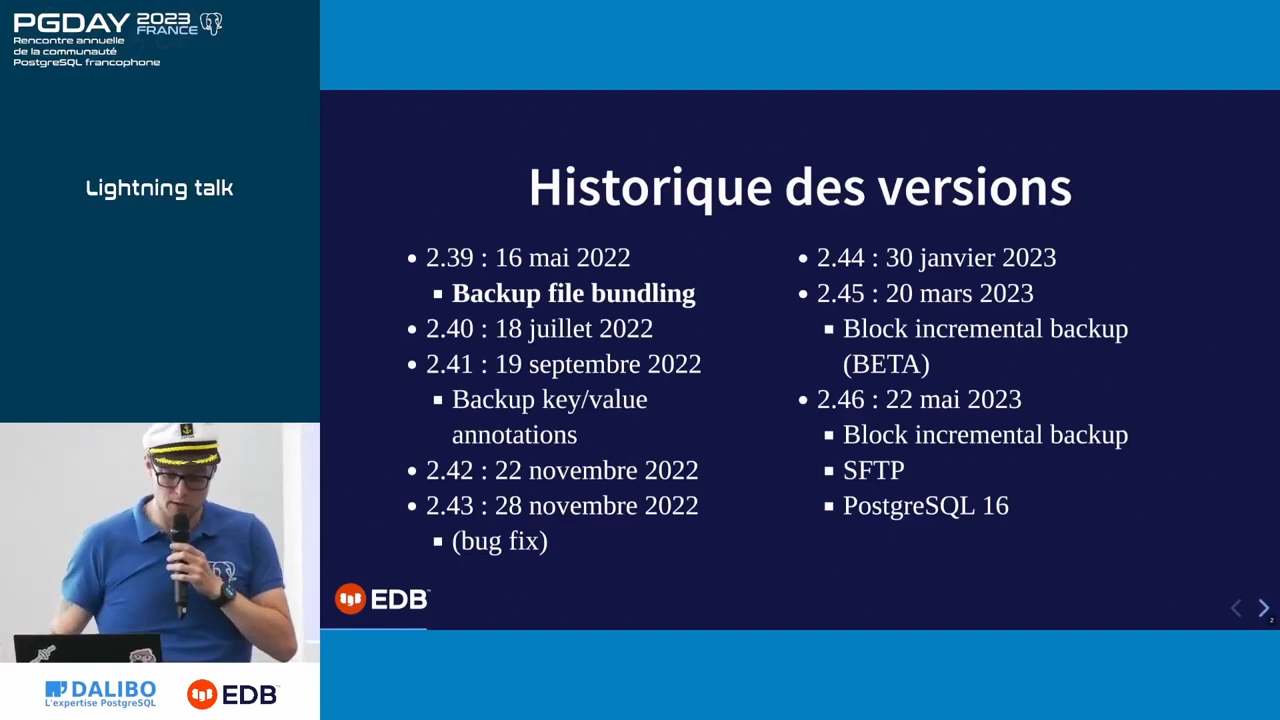 PGDAY 2023 FRANCE
Rencontre annuelle
de la communauté
PostgreSQL francophone
Lightning talk
Historique des versions
2.39 : 16 mai 2022
Backup file bundling
2.40 : 18 juillet 2022
2.41 : 19 septembre 2022
Backup key/value
annotations
2.42 : 22 novembre 2022
2.43 : 28 novembre 2022
(bug fix)
2.44 : 30 janvier 2023
2.45 : 20 mars 2023
Block incremental backup
(BETA)
2.46 : 22 mai 2023
Block incremental backup
SFTP
PostgreSQL 16
EDB
2
DALIBO
L'expertise PostgreSQL
EDB